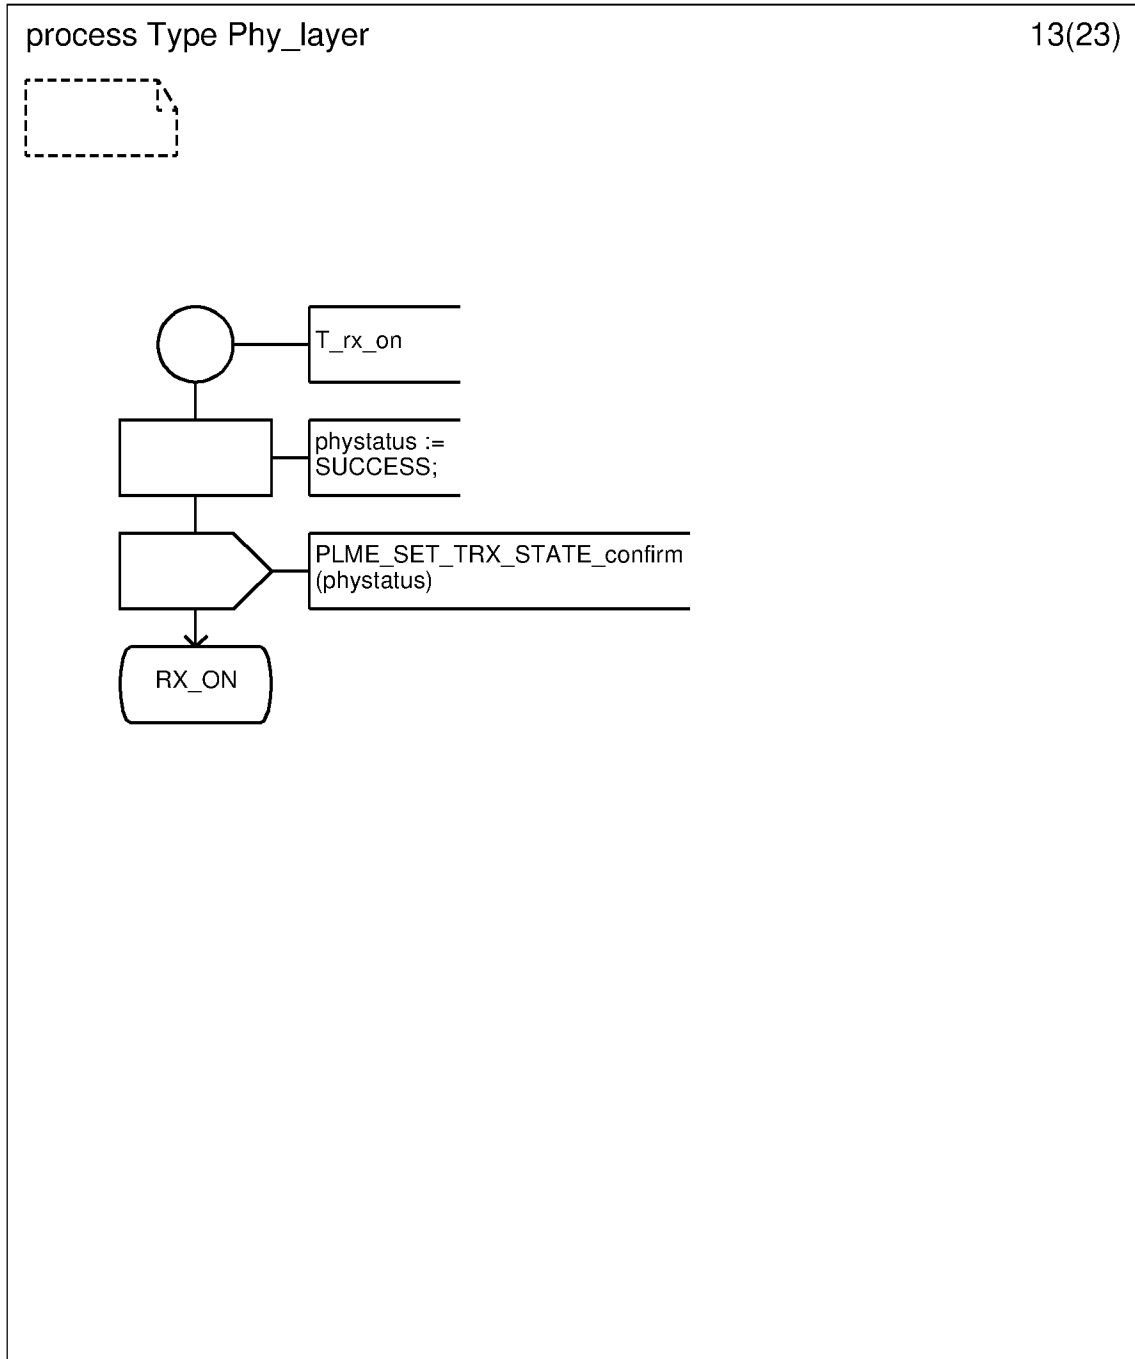 process Type Phy_layer
13(23)
T_rx_on
phystatus :=
SUCCESS;
PLME_SET_TRX_STATE_confirm
(phystatus)
RX_ON